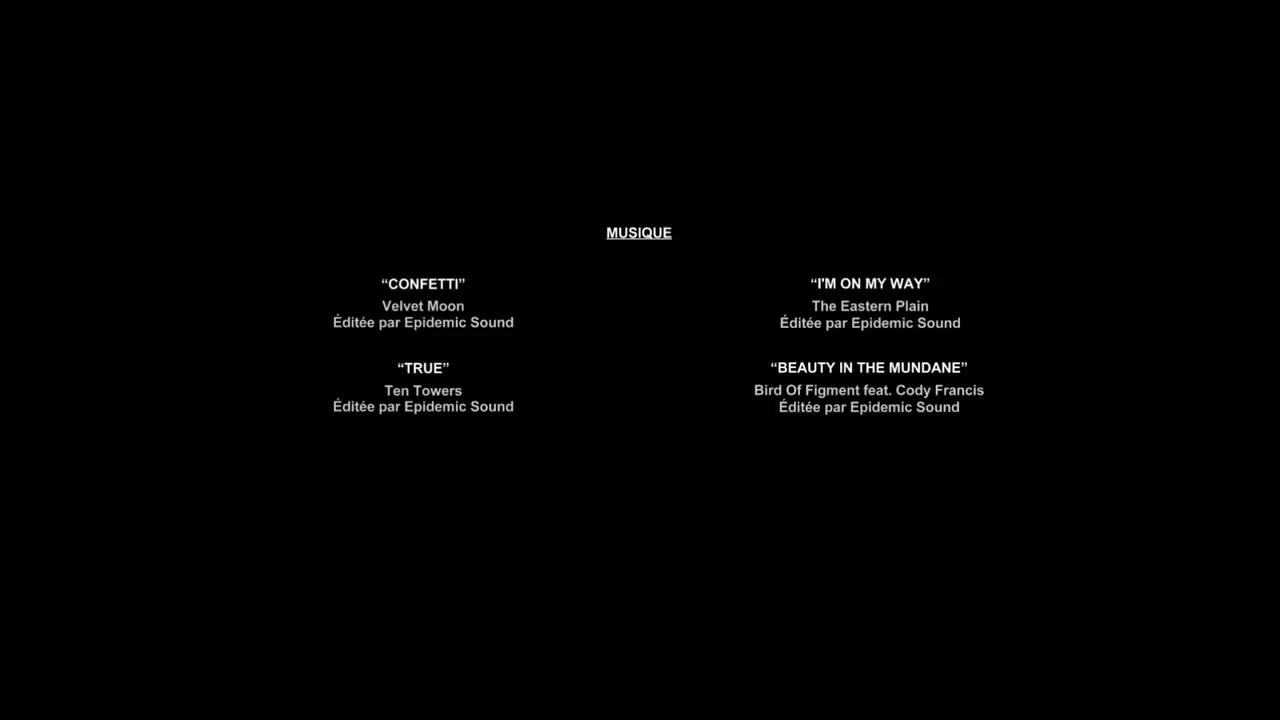 MUSIQUE
“CONFETTI”
Velvet Moon
Éditée par Epidemic Sound
“TRUE”
Ten Towers
Éditée par Epidemic Sound
“I'M ON MY WAY”
The Eastern Plain
Éditée par Epidemic Sound
“BEAUTY IN THE MUNDANE”
Bird Of Figment feat. Cody Francis
Éditée par Epidemic Sound